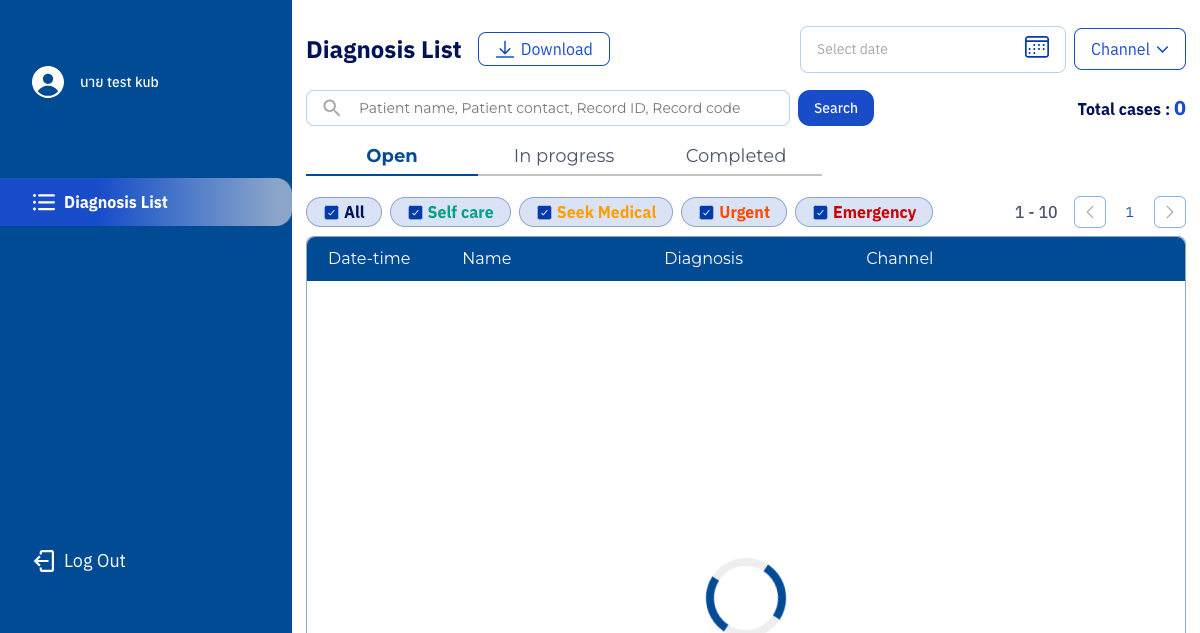 นาย test kub
Diagnosis List
Log Out
Diagnosis List
Download
Select date
Channel
Patient name, Patient contact, Record ID, Record code
Search
Total cases : 0
Open
In progress
Completed
All
Self care
Seek Medical
Urgent
Emergency
1 - 10
1
Date-time
Name
Diagnosis
Channel